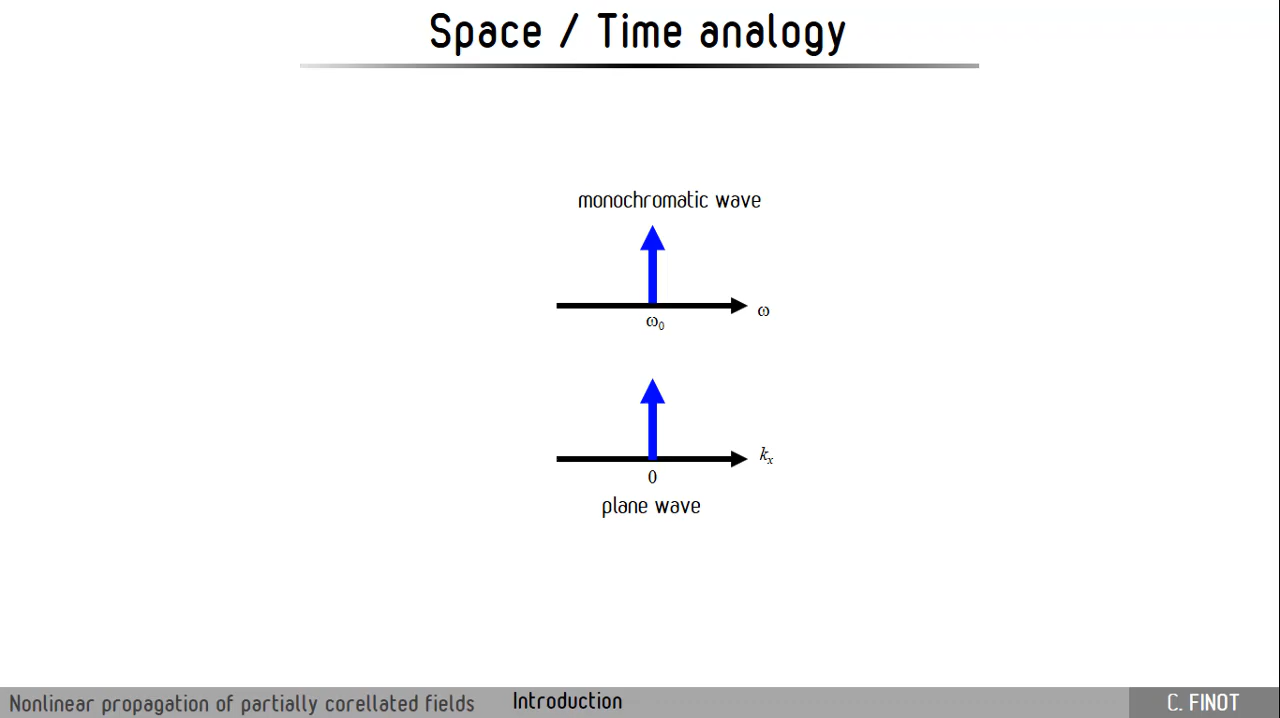 Space / Time analogy
monochromatic wave
ω
ω₀
kₓ
0
plane wave
Nonlinear propagation of partially corellated fields Introduction C. FINOT